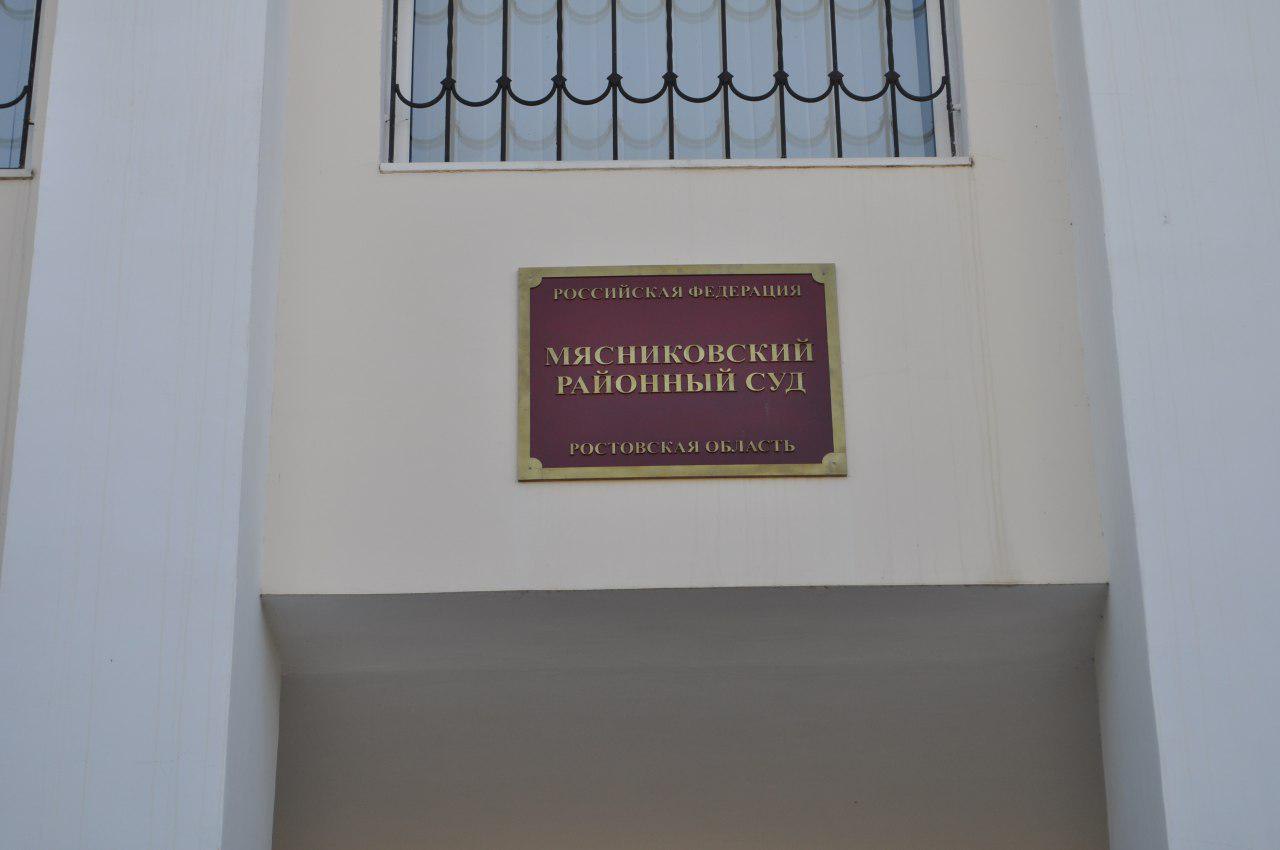 РОССИЙСКАЯ ФЕДЕРАЦИЯ
МЯСНИКОВСКИЙ
РАЙОННЫЙ СУД
РОСТОВСКАЯ ОБЛАСТЬ